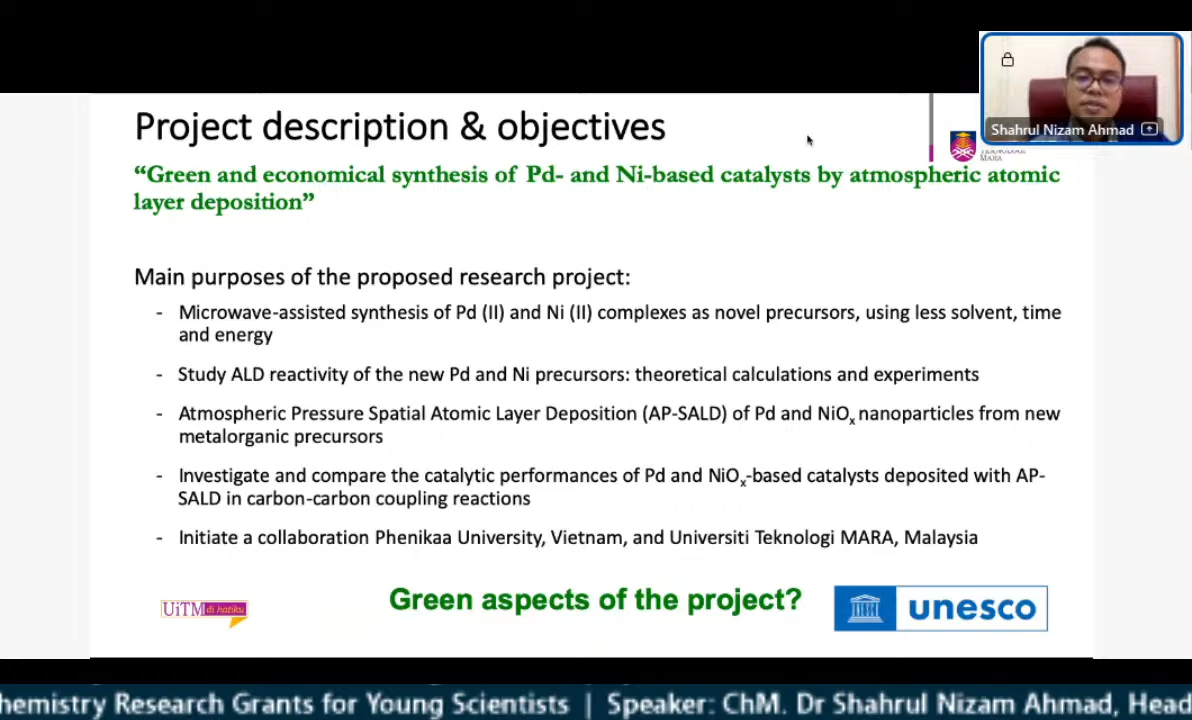 Project description & objectives
Shahrul Nizam Ahmad
TEKNOLOGI
MARA
“Green and economical synthesis of Pd- and Ni-based catalysts by atmospheric atomic
layer deposition”
Main purposes of the proposed research project:
- Microwave-assisted synthesis of Pd (II) and Ni (II) complexes as novel precursors, using less solvent, time
and energy
- Study ALD reactivity of the new Pd and Ni precursors: theoretical calculations and experiments
- Atmospheric Pressure Spatial Atomic Layer Deposition (AP-SALD) of Pd and NiOx nanoparticles from new
metalorganic precursors
- Investigate and compare the catalytic performances of Pd and NiOx-based catalysts deposited with AP-
SALD in carbon-carbon coupling reactions
- Initiate a collaboration Phenikaa University, Vietnam, and Universiti Teknologi MARA, Malaysia
Green aspects of the project?
UiTM di hatiku
unesco
hemistry Research Grants for Young Scientists | Speaker: ChM. Dr Shahrul Nizam Ahmad, Head